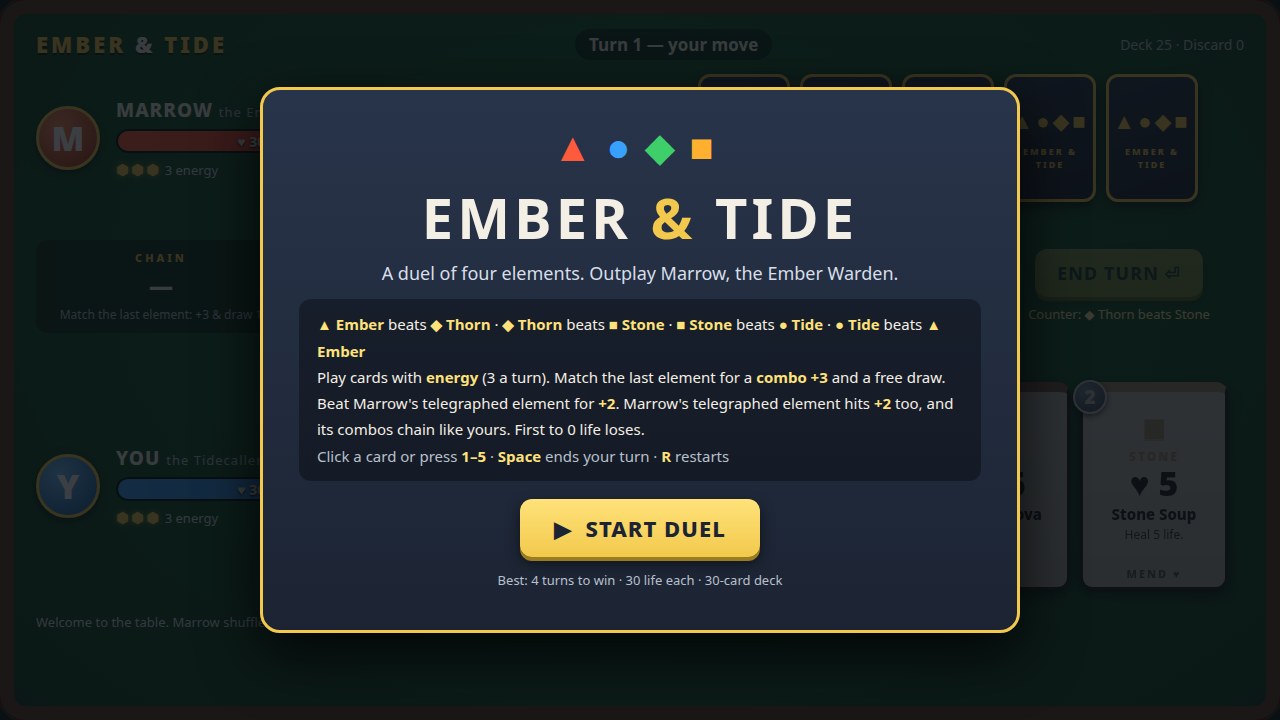 EMBER & TIDE
Turn 1 — your move
Deck 25 · Discard 0
M
MARROW
♥
3 energy
EMBER & TIDE
EMBER & TIDE
CHAIN
—
Match the last element: +3 & draw
END TURN ⏎
Counter: ◆ Thorn beats Stone
▲ ● ◆ ■
EMBER & TIDE
A duel of four elements. Outplay Marrow, the Ember Warden.
▲ Ember beats ◆ Thorn · ◆ Thorn beats ■ Stone · ■ Stone beats ● Tide · ● Tide beats ▲
Ember
Play cards with energy (3 a turn). Match the last element for a combo +3 and a free draw.
Beat Marrow's telegraphed element for +2. Marrow's telegraphed element hits +2 too, and
its combos chain like yours. First to 0 life loses.
Click a card or press 1–5 · Space ends your turn · R restarts
▶ START DUEL
Best: 4 turns to win · 30 life each · 30-card deck
Y
YOU the Tidecaller
♥
3 energy
2
STONE
♥ 5
Stone Soup
Heal 5 life.
MEND ♥
Welcome to the table. Marrow